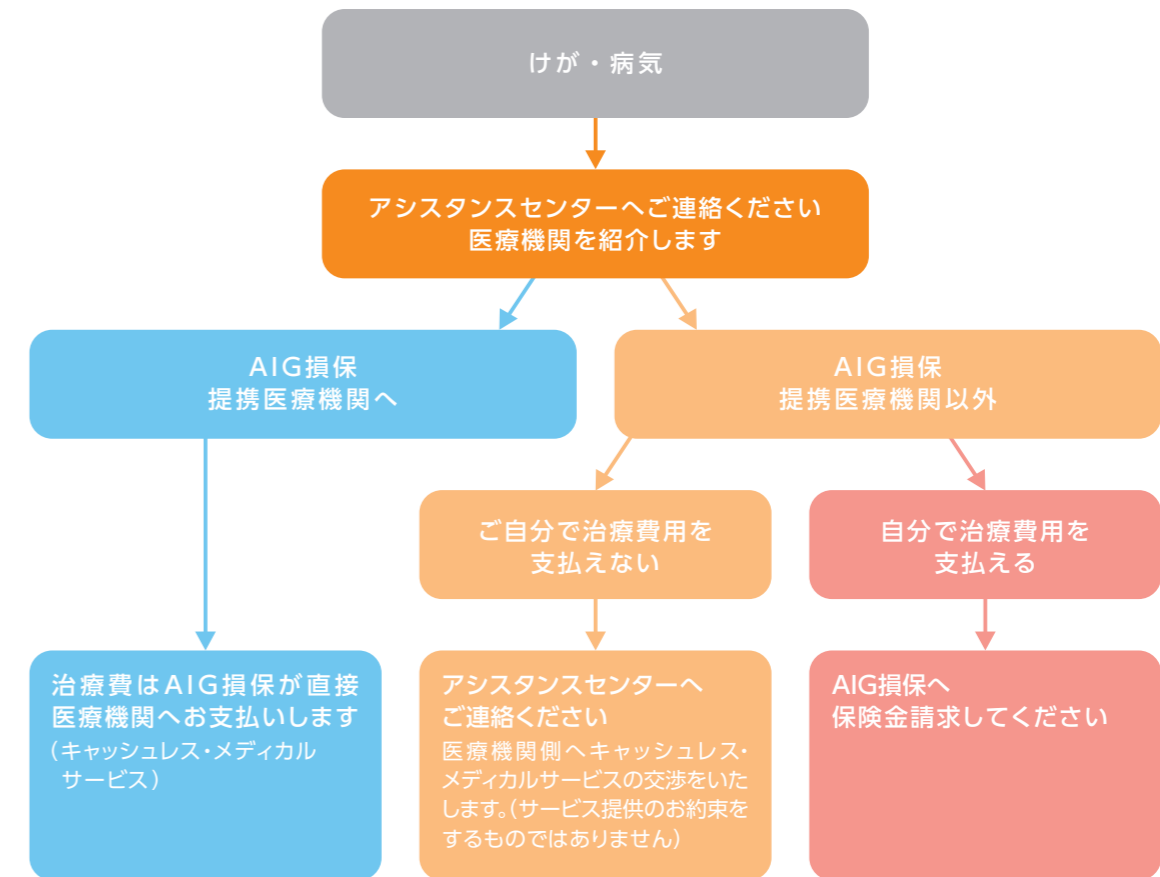 けが・病気
アシスタンスセンターへご連絡ください
医療機関を紹介します
AIG損保
提携医療機関へ
AIG損保
提携医療機関以外
ご自分で治療費用を
支払えない
自分で治療費用を
支払える
治療費はAIG損保が直接
医療機関へお支払いします
(キャッシュレス・メディカル
サービス)
アシスタンスセンターへ
ご連絡ください
医療機関側へキャッシュレス・
メディカルサービスの交渉をいた
します。(サービス提供のお約束を
するものではありません)
AIG損保へ
保険金請求してください